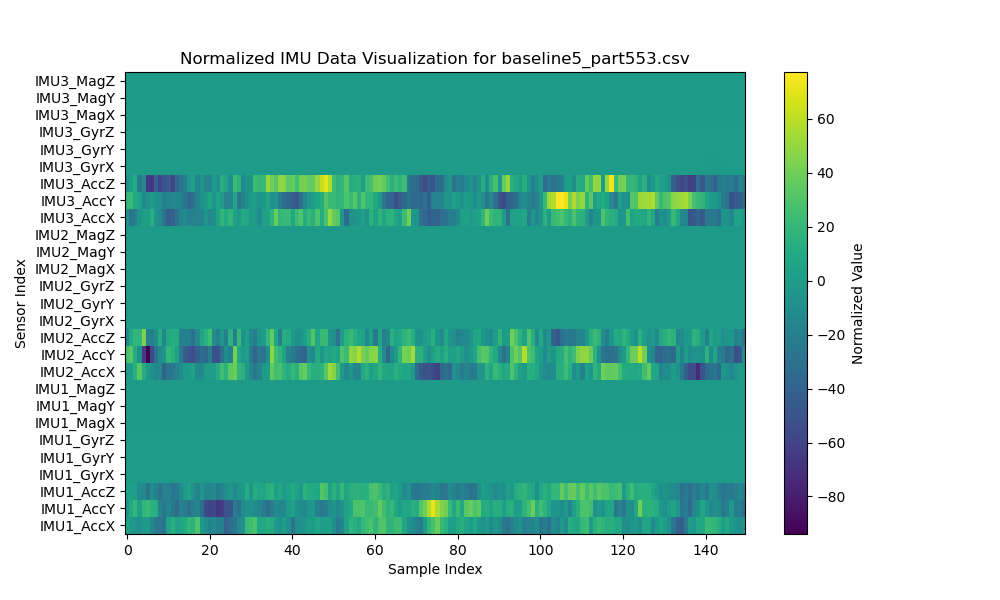 Normalized IMU Data Visualization for baseline5_part553.csv
Sensor Index
IMU3_MagZ
IMU3_MagY
IMU3_MagX
IMU3_GyrZ
IMU3_GyrY
IMU3_GyrX
IMU3_AccZ
IMU3_AccY
IMU3_AccX
IMU2_MagZ
IMU2_MagY
IMU2_MagX
IMU2_GyrZ
IMU2_GyrY
IMU2_GyrX
IMU2_AccZ
IMU2_AccY
IMU2_AccX
IMU1_MagZ
IMU1_MagY
IMU1_MagX
IMU1_GyrZ
IMU1_GyrY
IMU1_GyrX
IMU1_AccZ
IMU1_AccY
IMU1_AccX
0 20 40 60 80 100 120 140
Sample Index
60
40
20
0
−20
−40
−60
−80
Normalized Value